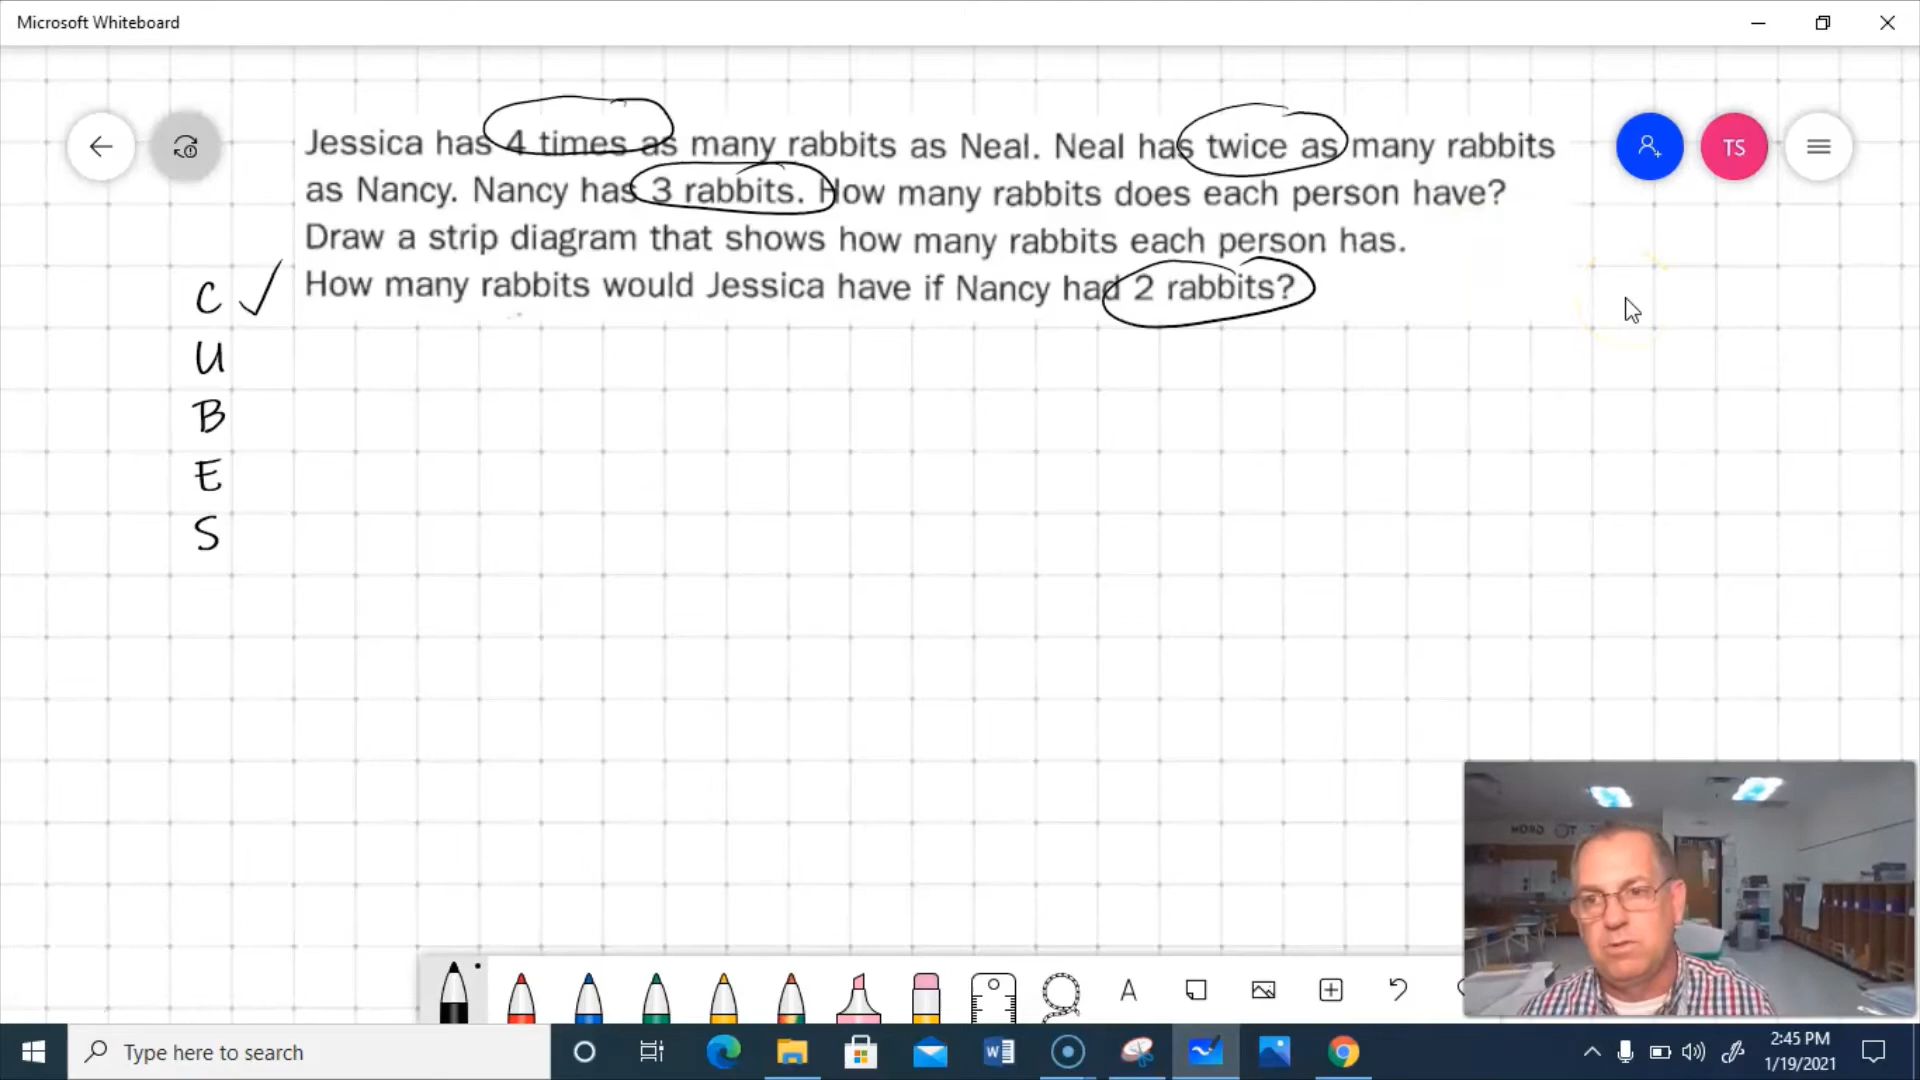 Microsoft Whiteboard
Jessica has 4 times as many rabbits as Neal. Neal has twice as many rabbits
as Nancy. Nancy has 3 rabbits. How many rabbits does each person have?
Draw a strip diagram that shows how many rabbits each person has.
How many rabbits would Jessica have if Nancy had 2 rabbits?
TS
C ✓
U
B
E
S
A
Type here to search
2:45 PM
1/19/2021